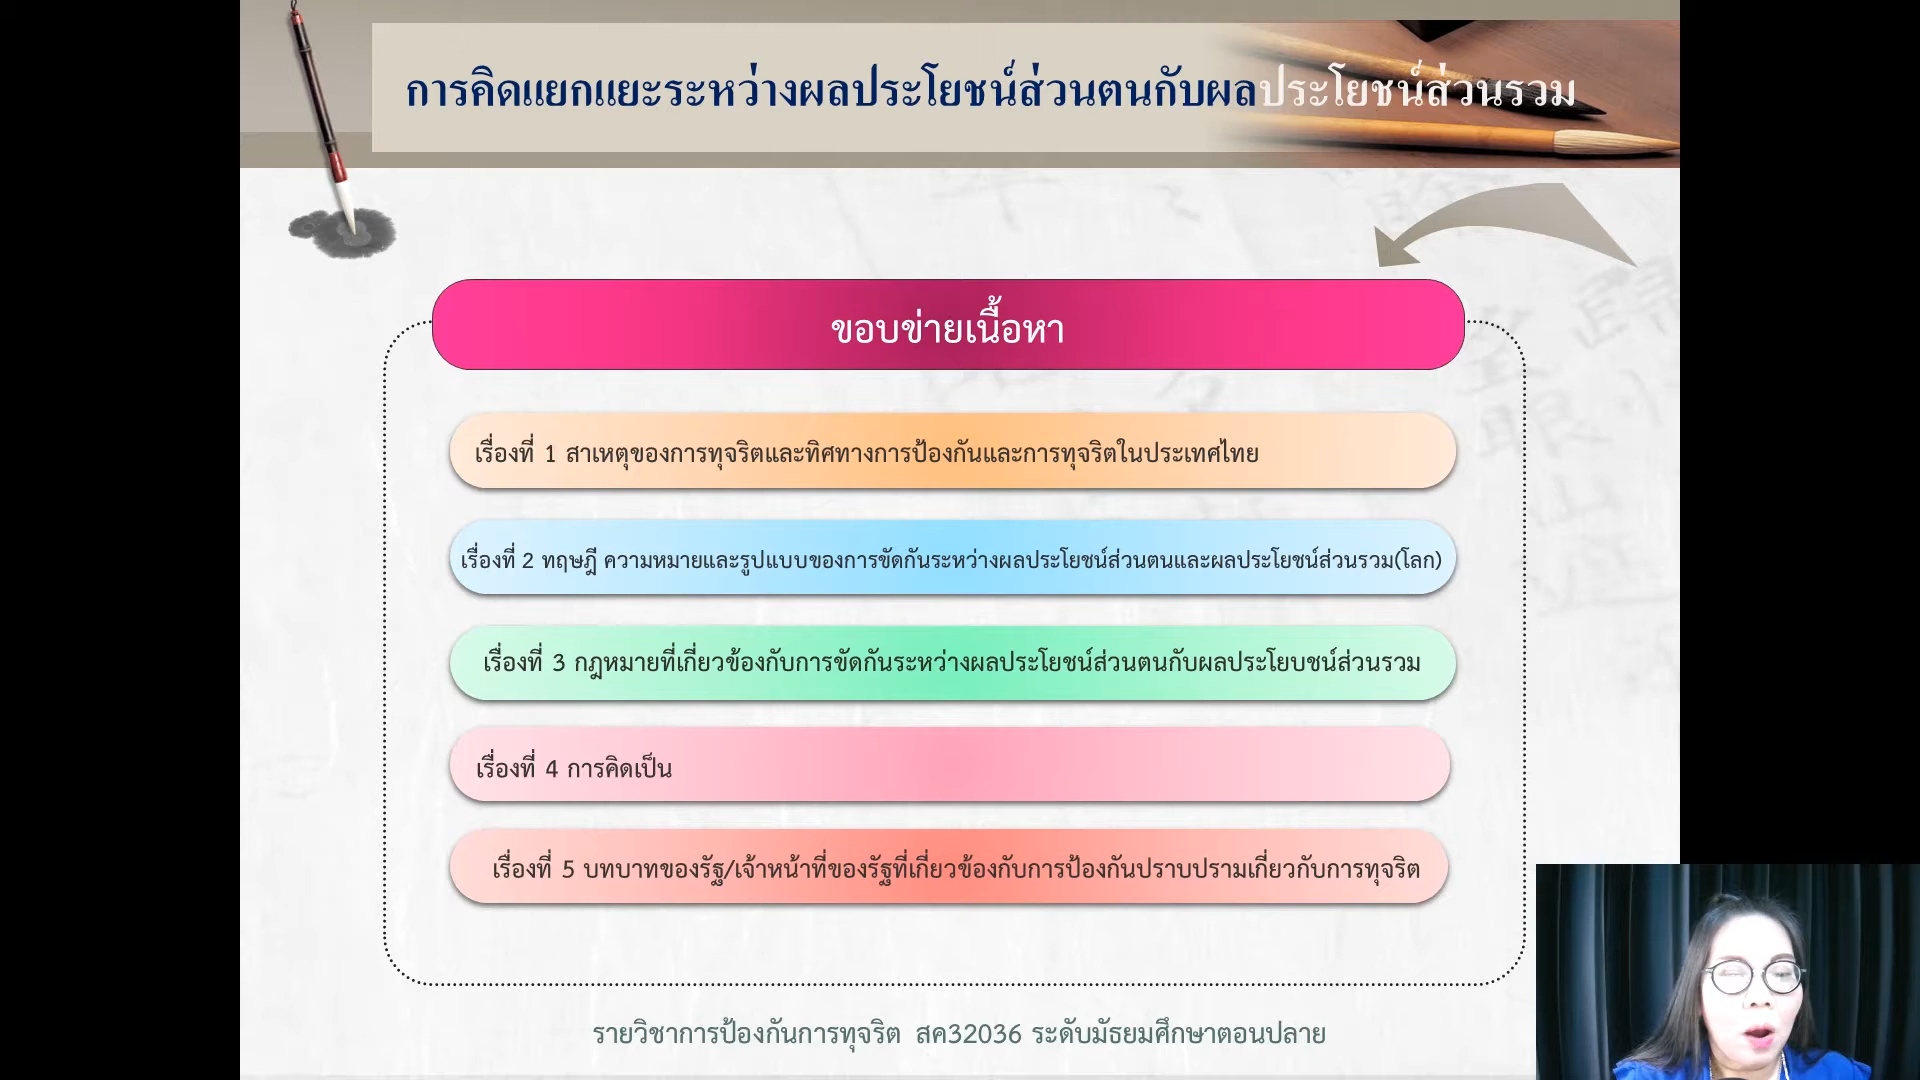 การคิดแยกแยะระหว่างผลประโยชน์ส่วนตนกับผลประโยชน์ส่วนรวม
ขอบข่ายเนื้อหา
เรื่องที่ 1 สาเหตุของการทุจริตและทิศทางการป้องกันและการทุจริตในประเทศไทย
เรื่องที่ 2 ทฤษฎี ความหมายและรูปแบบของการขัดกันระหว่างผลประโยชน์ส่วนตนและผลประโยชน์ส่วนรวม(โลก)
เรื่องที่ 3 กฎหมายที่เกี่ยวข้องกับการขัดกันระหว่างผลประโยชน์ส่วนตนกับผลประโยบชน์ส่วนรวม
เรื่องที่ 4 การคิดเป็น
เรื่องที่ 5 บทบาทของรัฐ/เจ้าหน้าที่ของรัฐที่เกี่ยวข้องกับการป้องกันปราบปรามเกี่ยวกับการทุจริต
รายวิชาการป้องกันการทุจริต สค32036 ระดับมัธยมศึกษาตอนปลาย